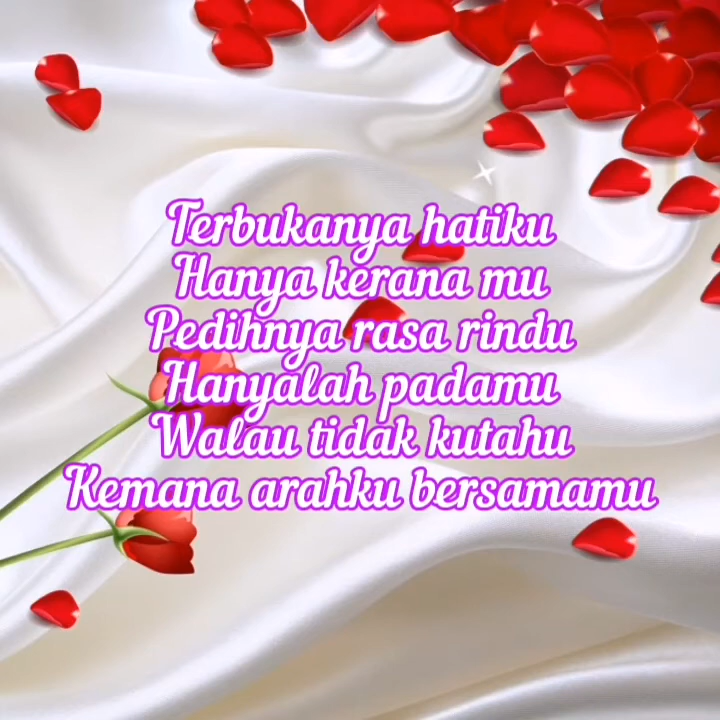 Terbukanya hatiku
Hanya kerana mu
Pedihnya rasa rindu
Hanyalah padamu
Walau tidak kutahu
Kemana arahku bersamamu